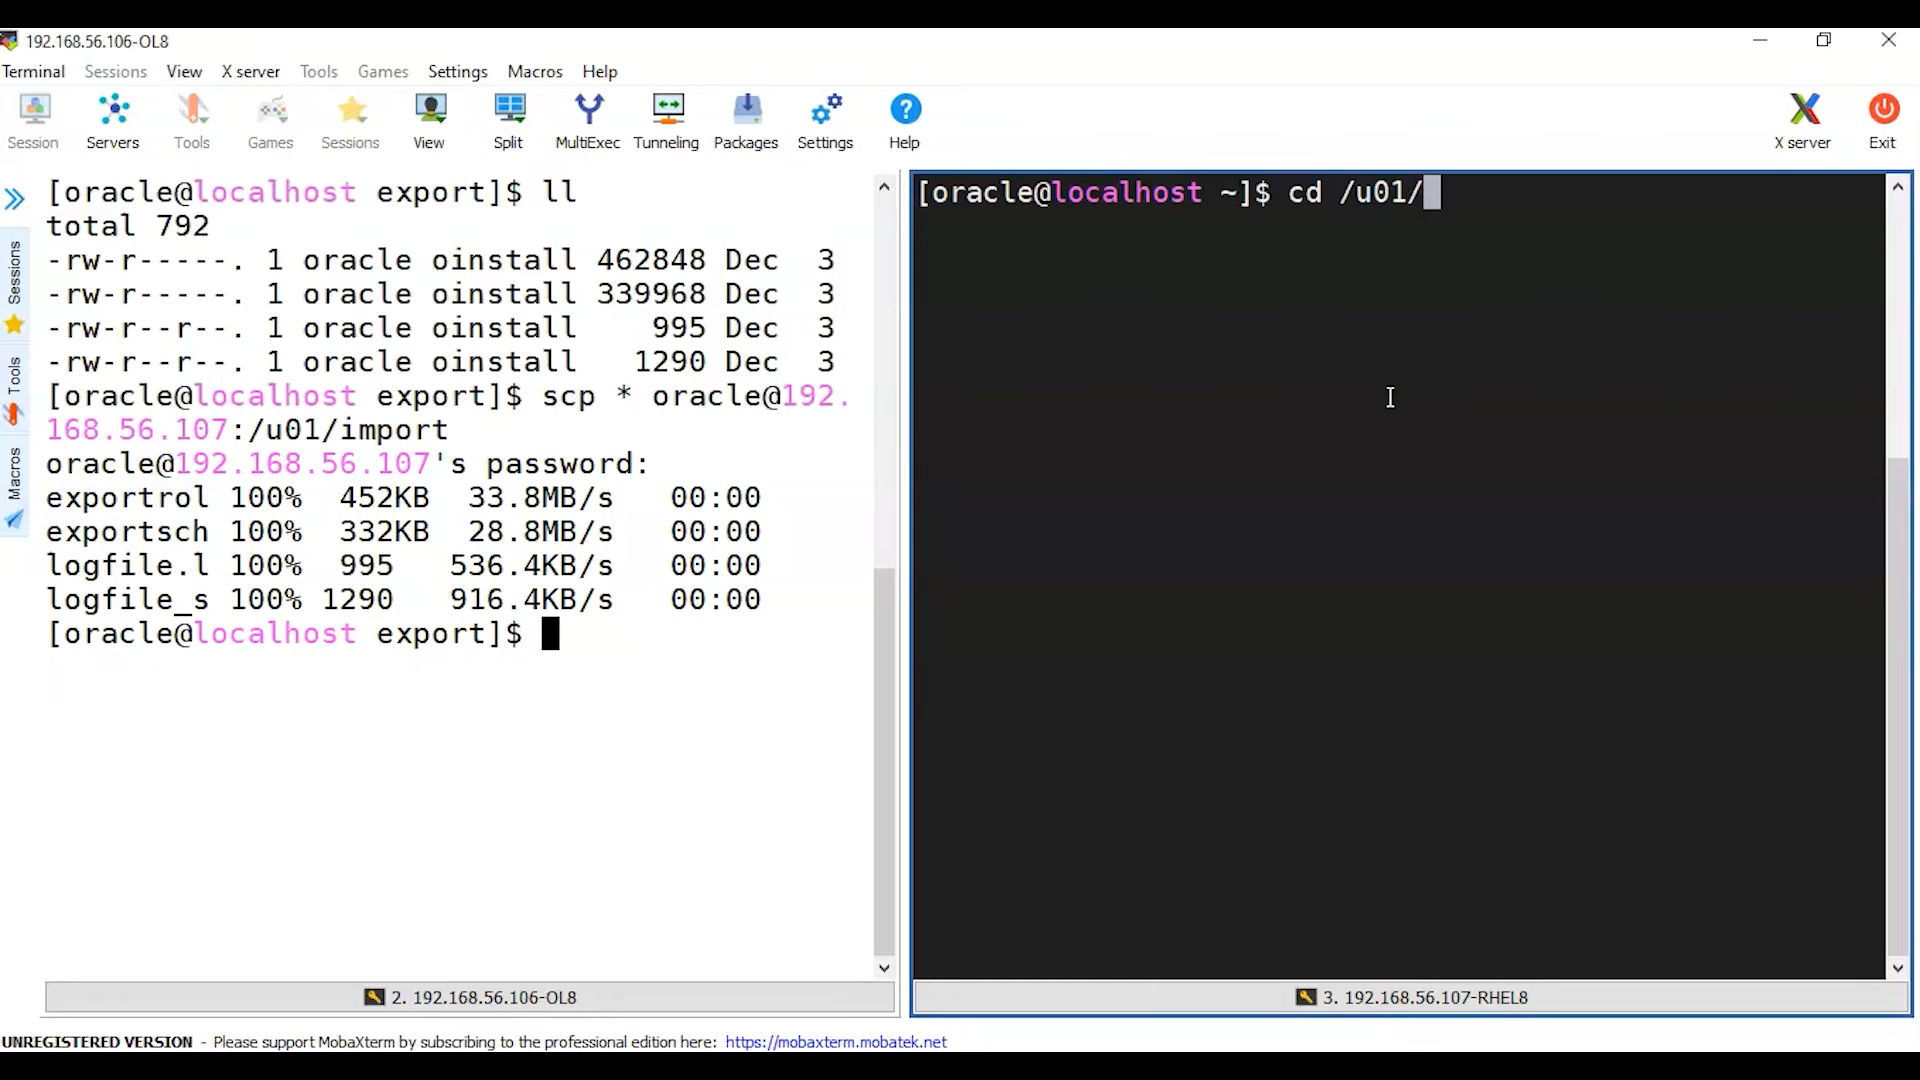 192.168.56.106-OL8
Terminal Sessions View X server Tools Games Settings Macros Help
Session Servers Tools Games Sessions View Split MultiExec Tunneling Packages Settings Help X server Exit
Sessions
Tools
Macros
[oracle@localhost export]$ ll
total 792
-rw-r-----. 1 oracle oinstall 462848 Dec  3
-rw-r-----. 1 oracle oinstall 339968 Dec  3
-rw-r--r--. 1 oracle oinstall    995 Dec  3
-rw-r--r--. 1 oracle oinstall   1290 Dec  3
[oracle@localhost export]$ scp * oracle@192.
168.56.107:/u01/import
oracle@192.168.56.107's password:
exportrol 100%  452KB  33.8MB/s   00:00
exportsch 100%  332KB  28.8MB/s   00:00
logfile.l 100%  995   536.4KB/s   00:00
logfile_s 100% 1290   916.4KB/s   00:00
[oracle@localhost export]$
2. 192.168.56.106-OL8
[oracle@localhost ~]$ cd /u01/
3. 192.168.56.107-RHEL8
UNREGISTERED VERSION - Please support MobaXterm by subscribing to the professional edition here: https://mobaxterm.mobatek.net